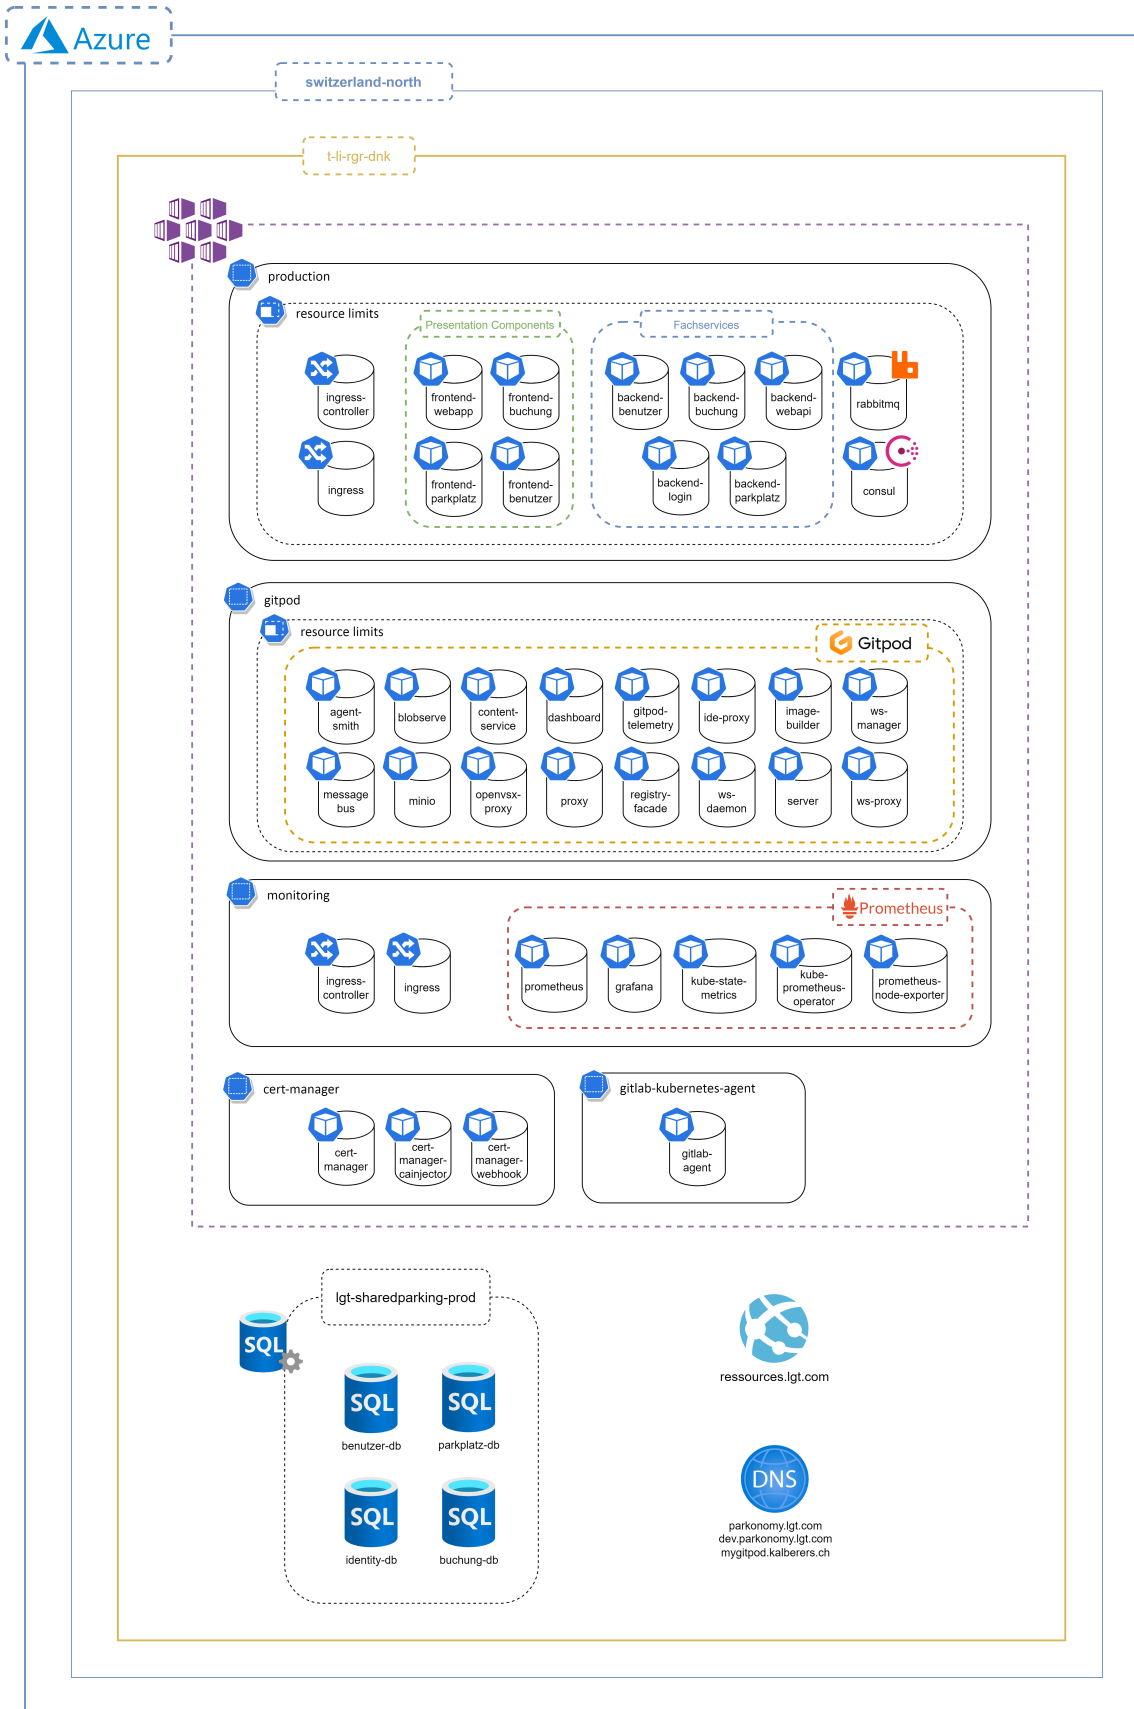 Azure
switzerland-north
t-li-rgr-dnk
production
resource limits
Presentation Components
Fachservices
ingress-
controller
frontend-
webapp
frontend-
buchung
backend-
benutzer
backend-
buchung
backend-
webapi
rabbitmq
ingress
frontend-
parkplatz
frontend-
benutzer
backend-
login
backend-
parkplatz
consul
gitpod
resource limits
Gitpod
agent-
smith
blobserve
content-
service
dashboard
gitpod-
telemetry
ide-proxy
image-
builder
ws-
manager
message
bus
minio
openvsx-
proxy
proxy
registry-
facade
ws-
daemon
server
ws-proxy
monitoring
Prometheus
ingress-
controller
ingress
prometheus
grafana
kube-state-
metrics
kube-
prometheus-
operator
prometheus-
node-exporter
cert-manager
cert-
manager
cert-
manager-
cainjector
cert-
manager-
webhook
gitlab-kubernetes-agent
gitlab-
agent
lgt-sharedparking-prod
SQL
SQL
benutzer-db
SQL
parkplatz-db
SQL
identity-db
SQL
buchung-db
ressources.lgt.com
DNS
parkonomy.lgt.com
dev.parkonomy.lgt.com
mygitpod.kalberers.ch